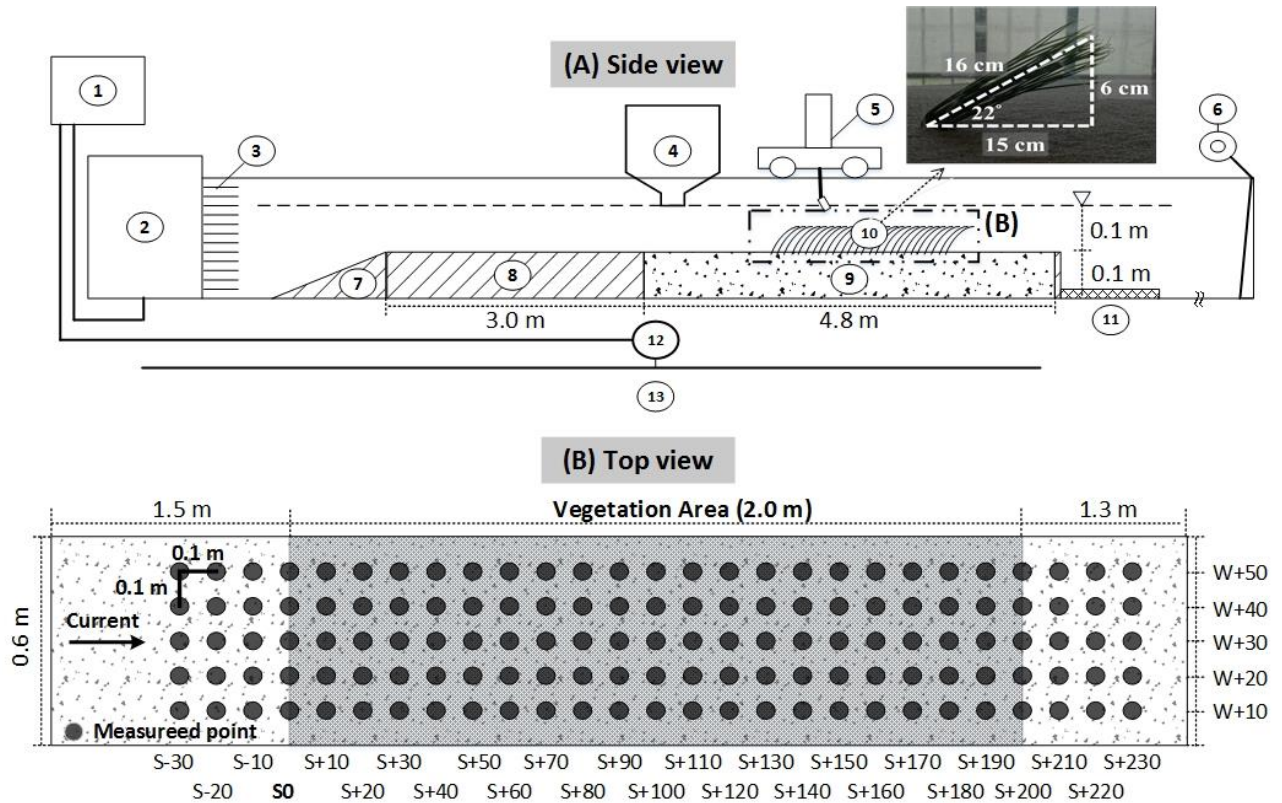 (A) Side view
1
2
3
4
5
6
16 cm
6 cm
22°
15 cm
10
(B)
0.1 m
0.1 m
7
8
9
11
3.0 m
4.8 m
12
13
(B) Top view
1.5 m
Vegetation Area (2.0 m)
1.3 m
0.1 m
0.1 m
Current
0.6 m
W+50
W+40
W+30
W+20
W+10
Measureed point
S-30 S-10 S+10 S+30 S+50 S+70 S+90 S+110 S+130 S+150 S+170 S+190 S+210 S+230
S-20 S0 S+20 S+40 S+60 S+80 S+100 S+120 S+140 S+160 S+180 S+200 S+220